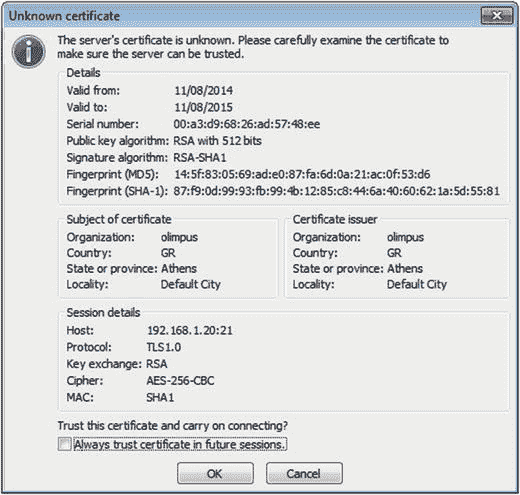 Unknown certificate
The server's certificate is unknown. Please carefully examine the certificate to
make sure the server can be trusted.
Details
Valid from: 11/08/2014
Valid to: 11/08/2015
Serial number: 00:a3:d9:68:26:ad:57:48:ee
Public key algorithm: RSA with 512 bits
Signature algorithm: RSA-SHA1
Fingerprint (MD5): 14:5f:83:05:69:ad:e0:87:fa:6d:0a:21:ac:0f:53:d6
Fingerprint (SHA-1): 87:f9:0d:99:93:fb:99:4b:12:85:c8:44:6a:40:60:62:1a:5d:55:81
Subject of certificate
Organization: olimpus
Country: GR
State or province: Athens
Locality: Default City
Certificate issuer
Organization: olimpus
Country: GR
State or province: Athens
Locality: Default City
Session details
Host: 192.168.1.20:21
Protocol: TLS1.0
Key exchange: RSA
Cipher: AES-256-CBC
MAC: SHA1
Trust this certificate and carry on connecting?
Always trust certificate in future sessions.
OK Cancel